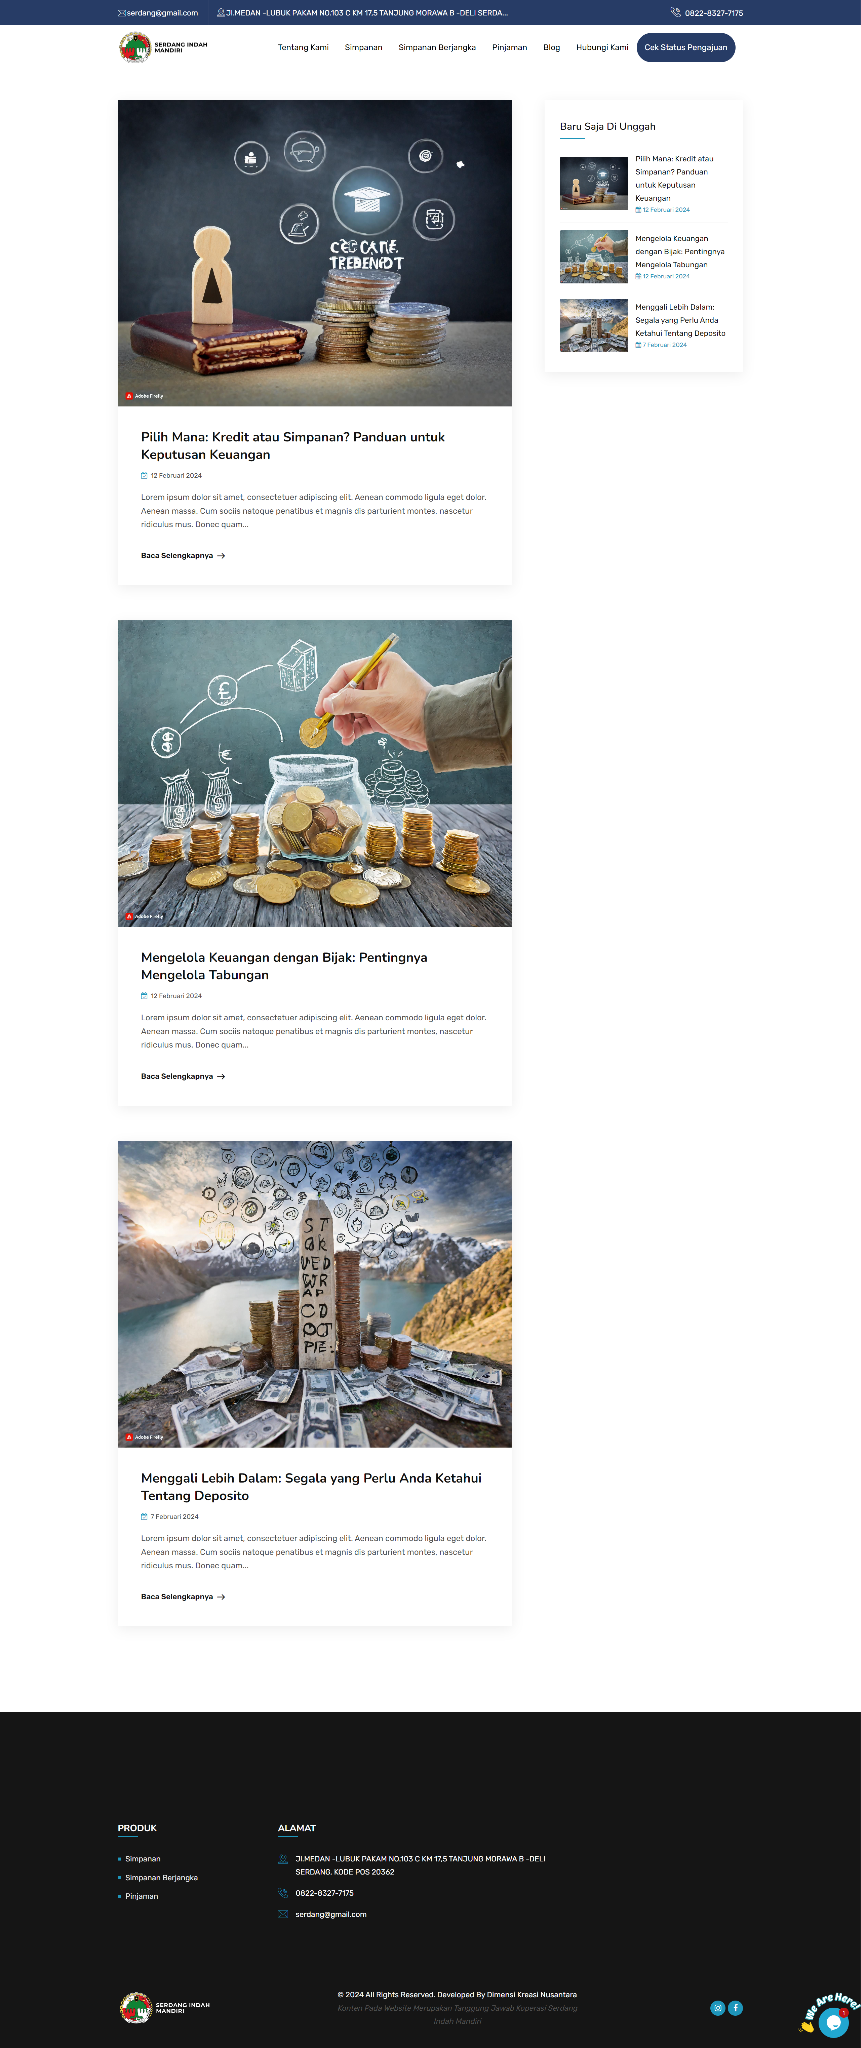 serdang@gmail.com
Jl.MEDAN -LUBUK PAKAM NO.103 C KM 17,5 TANJUNG MORAWA B -DELI SERDA...
0822-8327-7175
SERDANG INDAH
MANDIRI
Tentang Kami
Simpanan
Simpanan Berjangka
Pinjaman
Blog
Hubungi Kami
Cek Status Pengajuan
Adobe Firefly
Pilih Mana: Kredit atau Simpanan? Panduan untuk
Keputusan Keuangan
12 Februari 2024
Lorem ipsum dolor sit amet, consectetuer adipiscing elit. Aenean commodo ligula eget dolor.
Aenean massa. Cum sociis natoque penatibus et magnis dis parturient montes, nascetur
ridiculus mus. Donec quam...
Baca Selengkapnya
Baru Saja Di Unggah
Pilih Mana: Kredit atau
Simpanan? Panduan
untuk Keputusan
Keuangan
12 Februari 2024
Mengelola Keuangan
dengan Bijak: Pentingnya
Mengelola Tabungan
12 Februari 2024
Menggali Lebih Dalam:
Segala yang Perlu Anda
Ketahui Tentang Deposito
7 Februari 2024
£
$
€
Adobe Firefly
Mengelola Keuangan dengan Bijak: Pentingnya
Mengelola Tabungan
12 Februari 2024
Lorem ipsum dolor sit amet, consectetuer adipiscing elit. Aenean commodo ligula eget dolor.
Aenean massa. Cum sociis natoque penatibus et magnis dis parturient montes, nascetur
ridiculus mus. Donec quam...
Baca Selengkapnya
Adobe Firefly
Menggali Lebih Dalam: Segala yang Perlu Anda Ketahui
Tentang Deposito
7 Februari 2024
Lorem ipsum dolor sit amet, consectetuer adipiscing elit. Aenean commodo ligula eget dolor.
Aenean massa. Cum sociis natoque penatibus et magnis dis parturient montes, nascetur
ridiculus mus. Donec quam...
Baca Selengkapnya
PRODUK
Simpanan
Simpanan Berjangka
Pinjaman
ALAMAT
Jl.MEDAN -LUBUK PAKAM NO.103 C KM 17,5 TANJUNG MORAWA B -DELI
SERDANG, KODE POS 20362
0822-8327-7175
serdang@gmail.com
SERDANG INDAH
MANDIRI
© 2024 All Rights Reserved. Developed By Dimensi Kreasi Nusantara
Konten Pada Website Merupakan Tanggung Jawab Koperasi Serdang
Indah Mandiri
We Are Here!
1